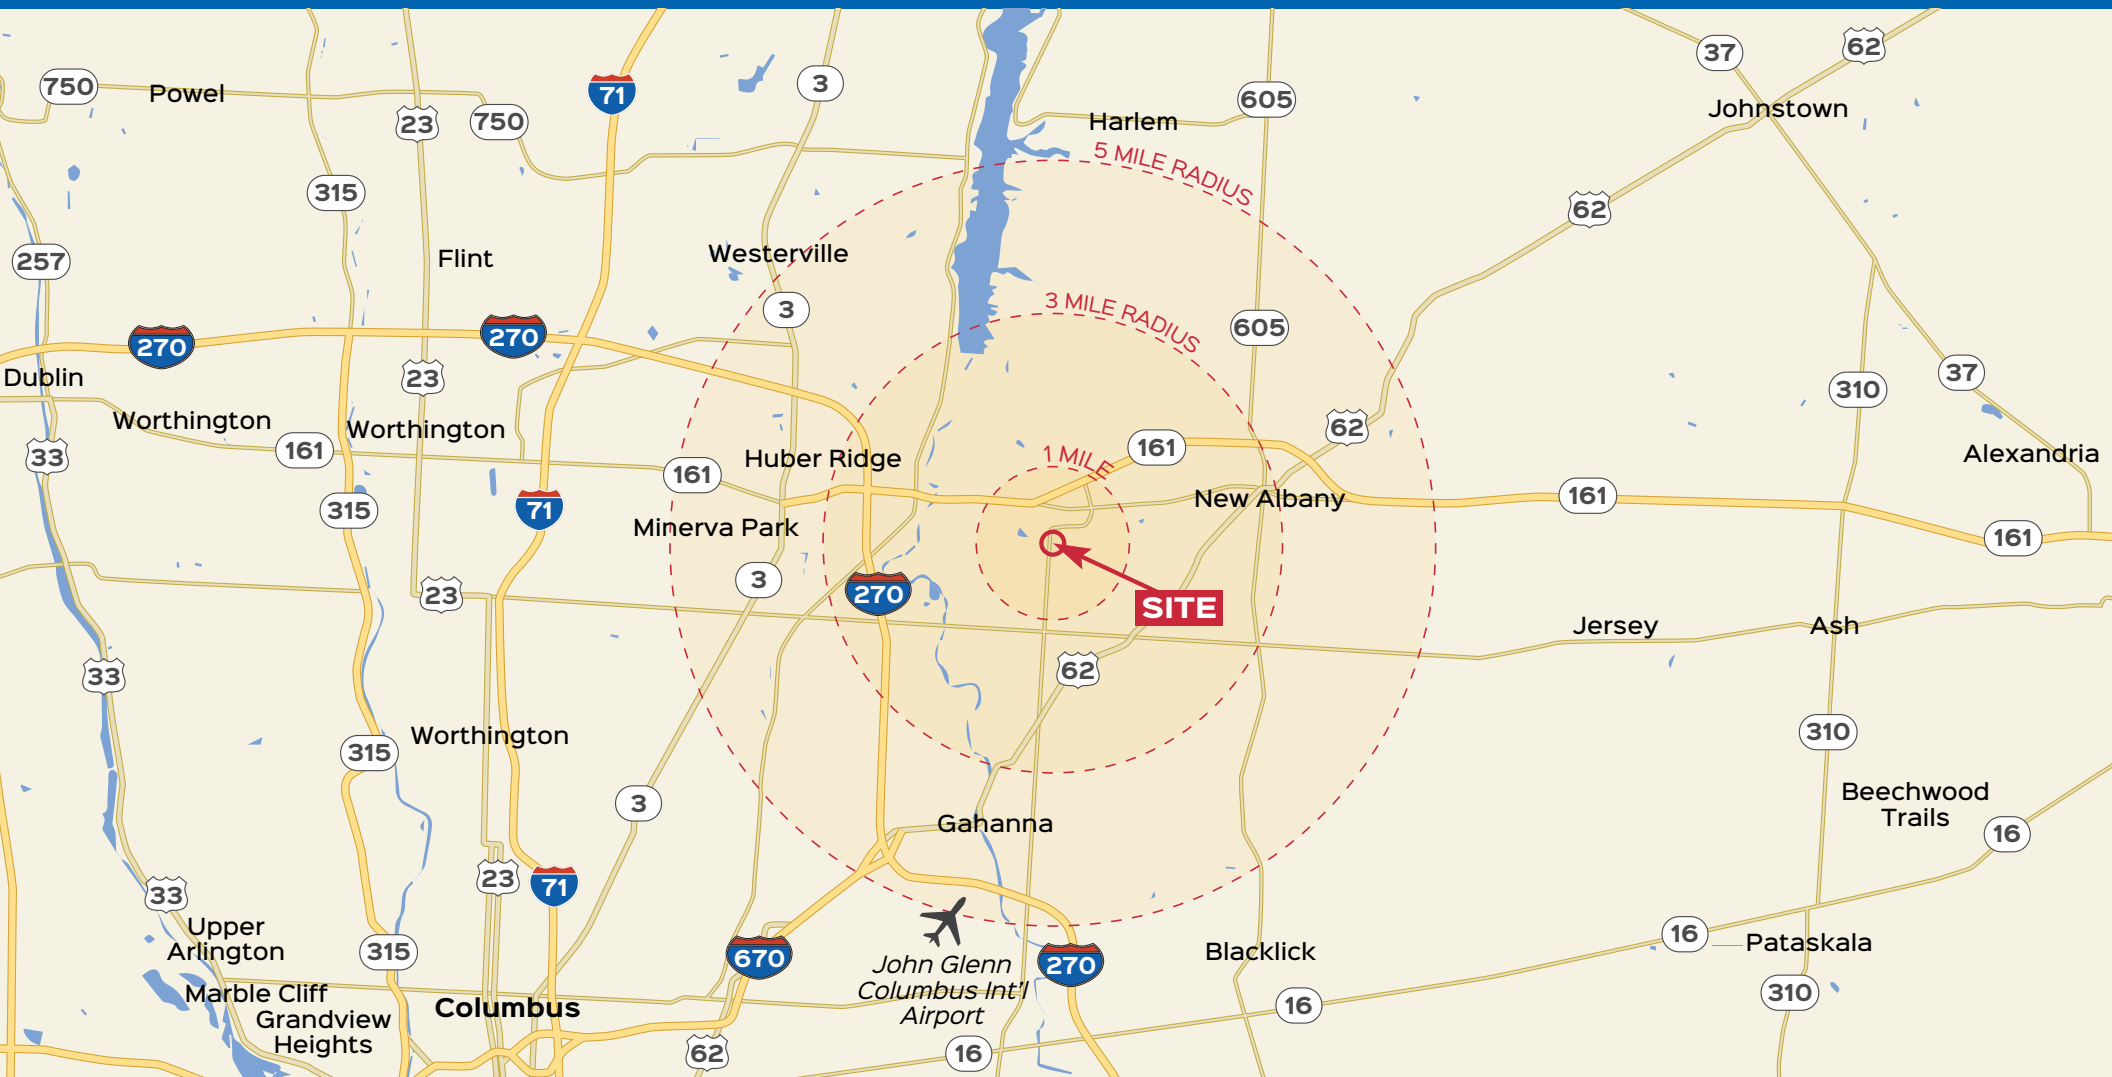 37
62
750
Powel
71
3
605
Johnstown
23
750
Harlem
5 MILE RADIUS
315
62
257
Flint
Westerville
3 MILE RADIUS
3
605
270
270
Dublin
23
37
310
Worthington
Worthington
62
161
33
161
161
Huber Ridge
1 MILE
Alexandria
315
71
Minerva Park
New Albany
161
161
3
23
270
SITE
Jersey
Ash
33
62
315
Worthington
310
3
Gahanna
Beechwood
Trails
16
23
71
33
Upper
Arlington
315
670
John Glenn
Columbus Int'l
Airport
270
Blacklick
16
Pataskala
Marble Cliff
Grandview
Heights
Columbus
310
16
62
16